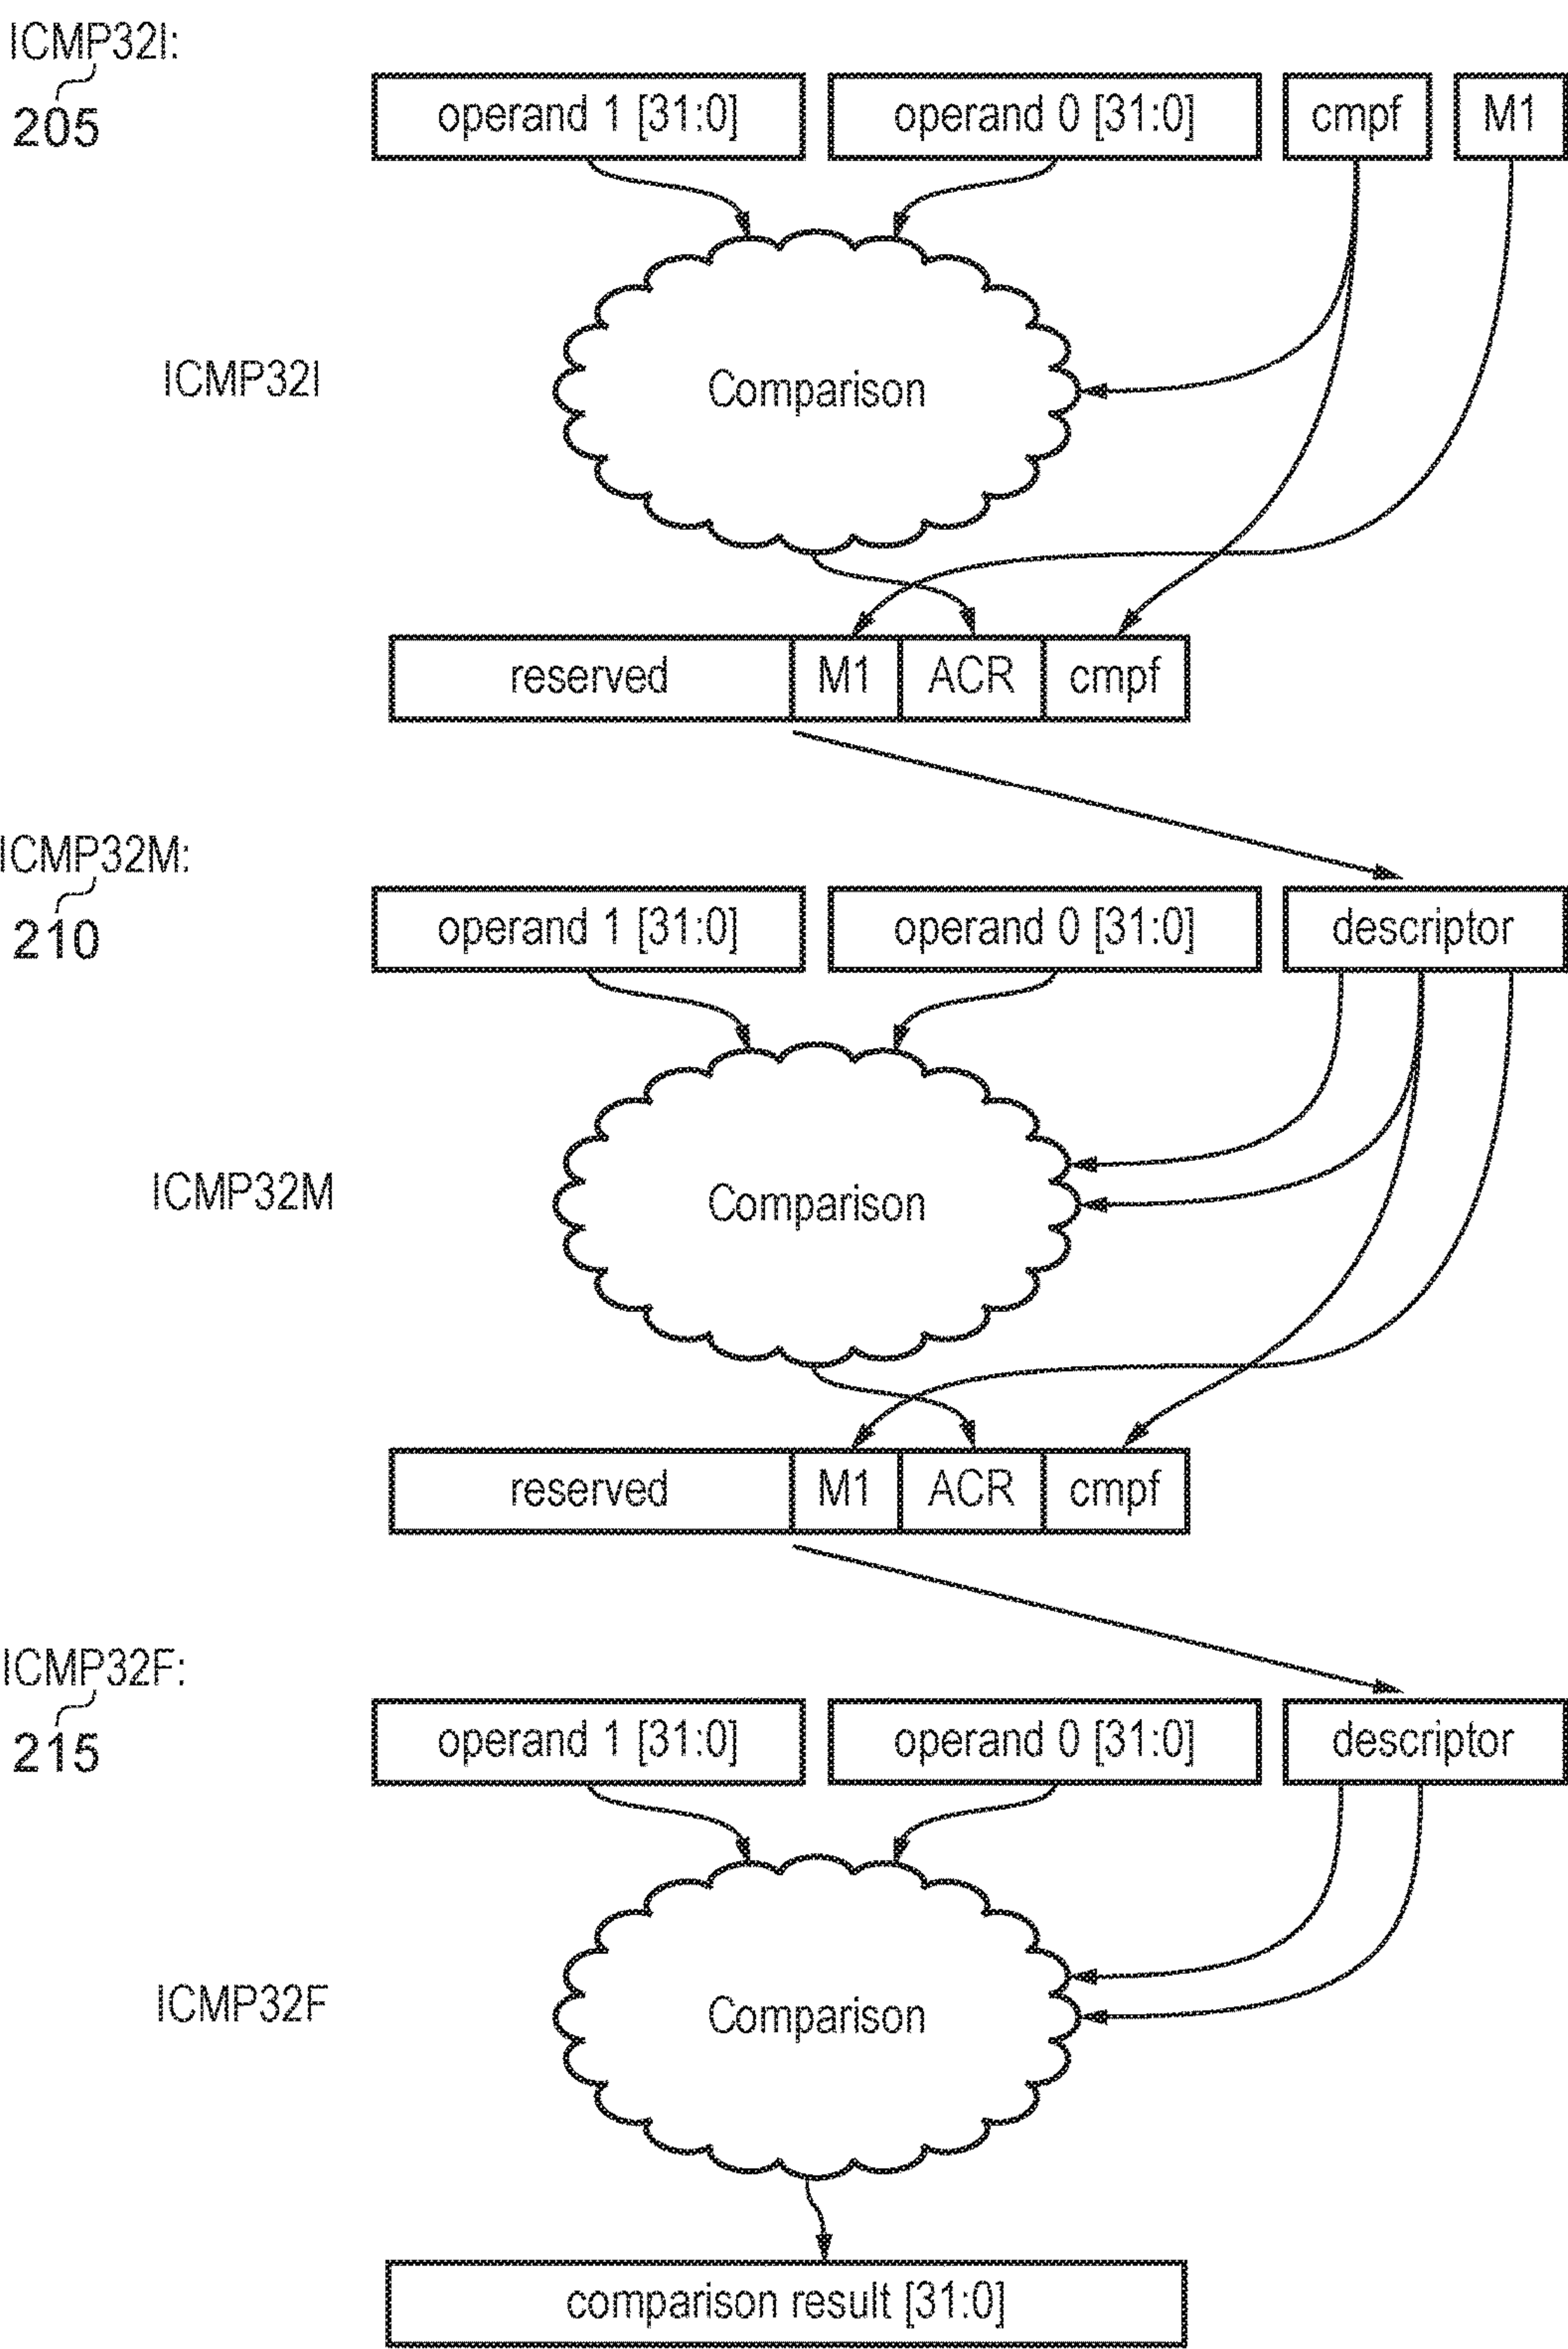 ICMP32I:
205
operand 1 [31:0] operand 0 [31:0] cmpf M1
ICMP32I
Comparison
reserved M1 ACR cmpf
ICMP32M:
210
operand 1 [31:0] operand 0 [31:0] descriptor
ICMP32M
Comparison
reserved M1 ACR cmpf
ICMP32F:
215
operand 1 [31:0] operand 0 [31:0] descriptor
ICMP32F
Comparison
comparison result [31:0]